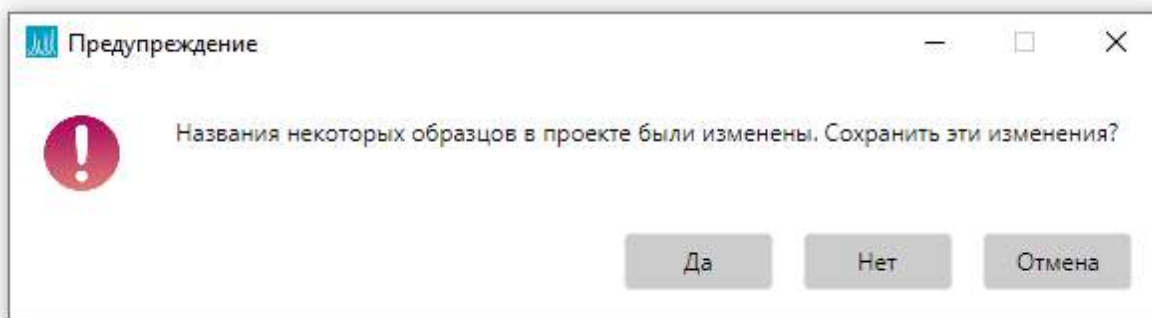 Предупреждение
Названия некоторых образцов в проекте были изменены. Сохранить эти изменения?
Да Нет Отмена